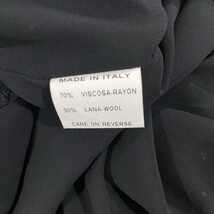 MADE IN ITALY
70% VISCOSA-RAYON
30% LANA-WOOL
CARE ON REVERSE